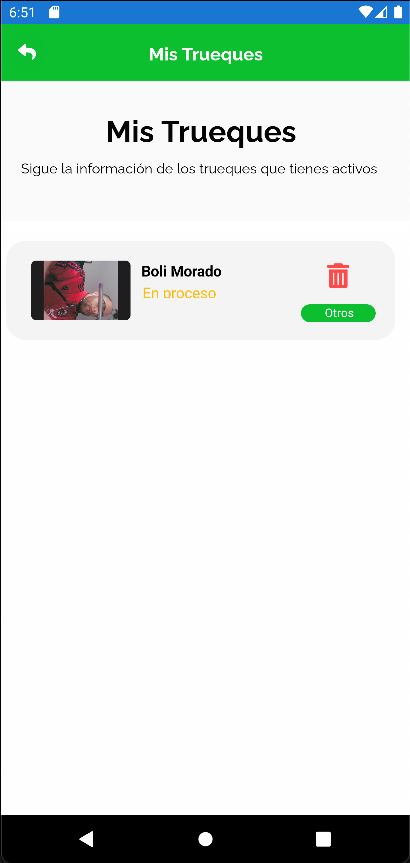 6:51
Mis Trueques
Mis Trueques
Sigue la información de los trueques que tienes activos
Boli Morado
En proceso
Otros